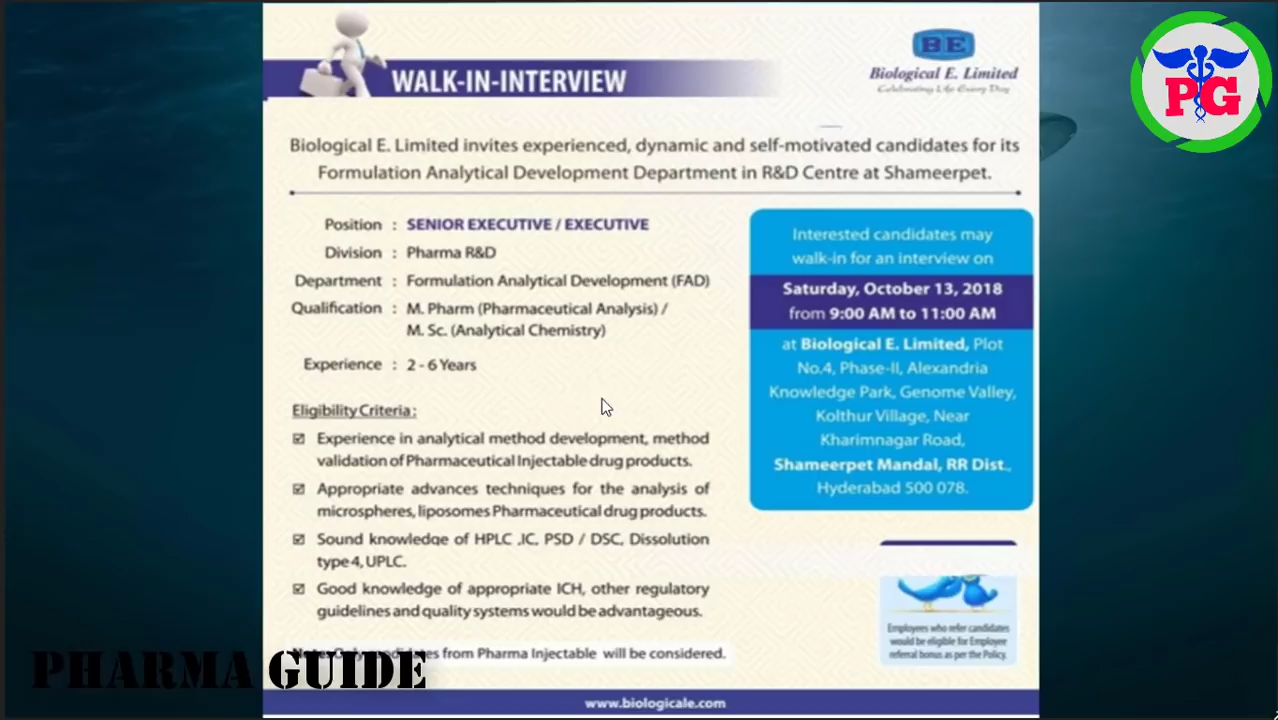 WALK-IN-INTERVIEW
BE
Biological E. Limited
Celebrating Life Every Day
PG
Biological E. Limited invites experienced, dynamic and self-motivated candidates for its
Formulation Analytical Development Department in R&D Centre at Shameerpet.
Position : SENIOR EXECUTIVE / EXECUTIVE
Division : Pharma R&D
Department : Formulation Analytical Development (FAD)
Qualification : M. Pharm (Pharmaceutical Analysis) /
M. Sc. (Analytical Chemistry)
Experience : 2 - 6 Years
Eligibility Criteria :
Experience in analytical method development, method
validation of Pharmaceutical Injectable drug products.
Appropriate advances techniques for the analysis of
microspheres, liposomes Pharmaceutical drug products.
Sound knowledge of HPLC ,IC, PSD / DSC, Dissolution
type 4, UPLC.
Good knowledge of appropriate ICH, other regulatory
guidelines and quality systems would be advantageous.
from Pharma Injectable will be considered.
Interested candidates may
walk-in for an interview on
Saturday, October 13, 2018
from 9:00 AM to 11:00 AM
at Biological E. Limited, Plot
No.4, Phase-II, Alexandria
Knowledge Park, Genome Valley,
Kolthur Village, Near
Kharimnagar Road,
Shameerpet Mandal, RR Dist.,
Hyderabad 500 078.
Employees who refer candidates
would be eligible for Employee
referral bonus as per the Policy.
PHARMA GUIDE
www.biologicale.com